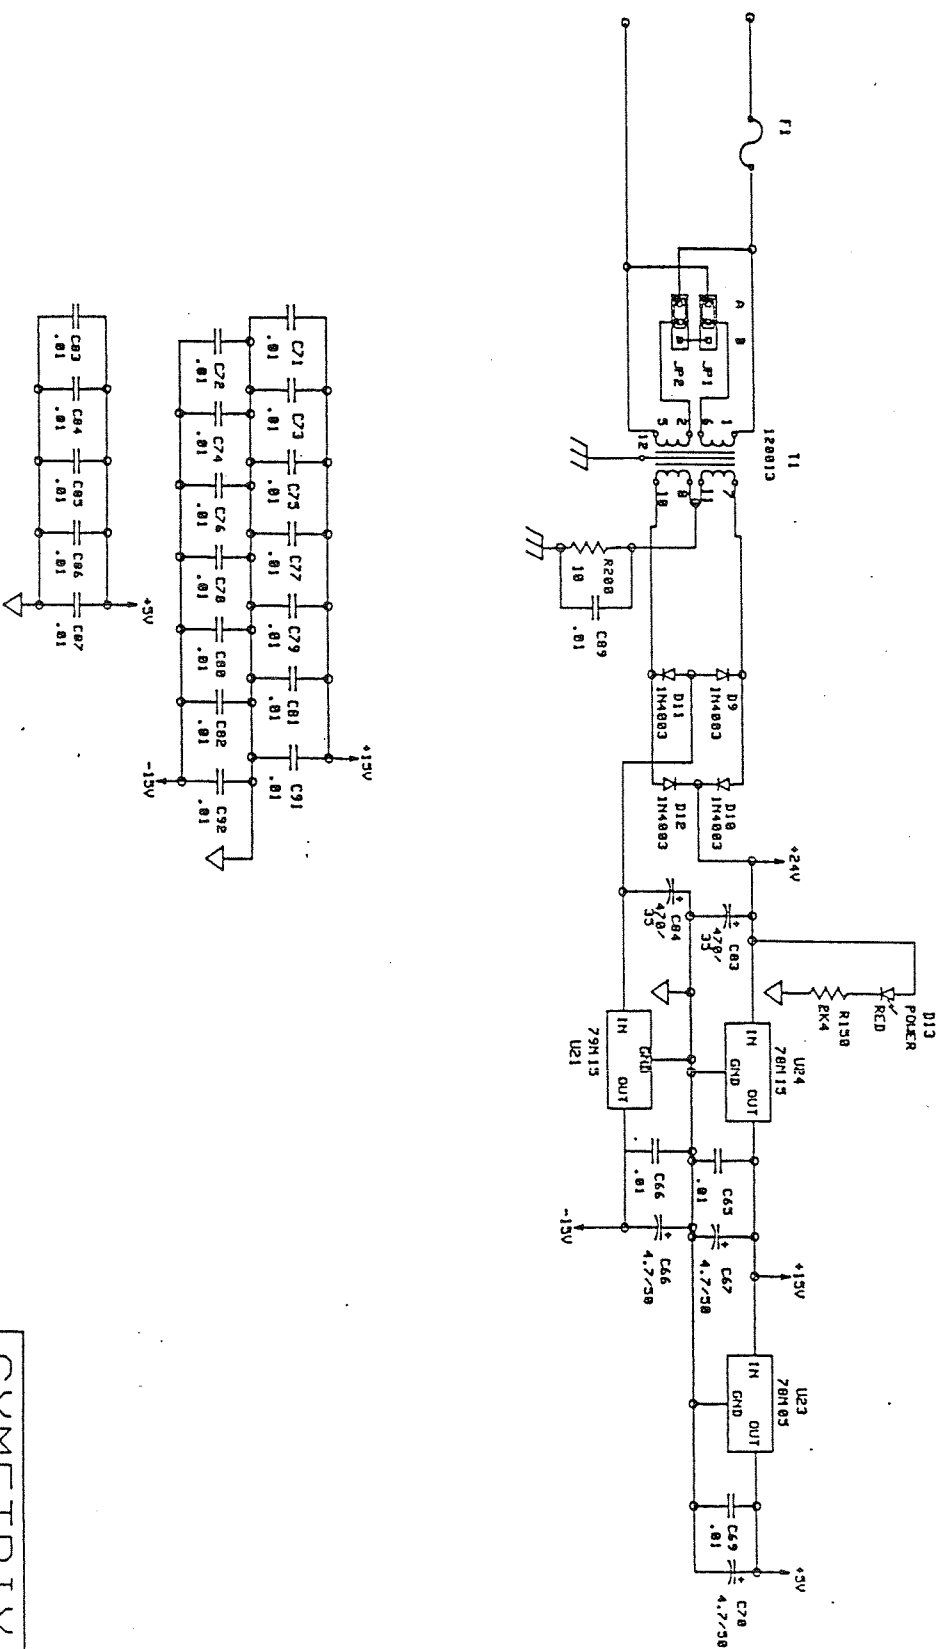 F1
A
B
JP1
JP2
1
6
2
5
12
T1
120013
7
11
8
10
R200
10
C89
.01
D9
1N4003
D11
1N4003
D10
1N4003
D12
1N4003
+24V
C83
470/
35
C84
470/
35
D13
POWER
RED
R150
2K4
U24
78M15
IN
OUT
GND
IN
OUT
GND
79M15
U21
C65
.01
C66
.01
C67
4.7/50
C66
4.7/50
-15V
+15V
U23
78M05
IN
OUT
GND
C69
.01
C70
4.7/50
+5V
C71
.01
C73
.01
C75
.01
C77
.01
C79
.01
C81
.01
C91
.01
+15V
C72
.01
C74
.01
C76
.01
C78
.01
C80
.01
C82
.01
C92
.01
-15V
C83
.01
C84
.01
C85
.01
C86
.01
C87
.01
+5V